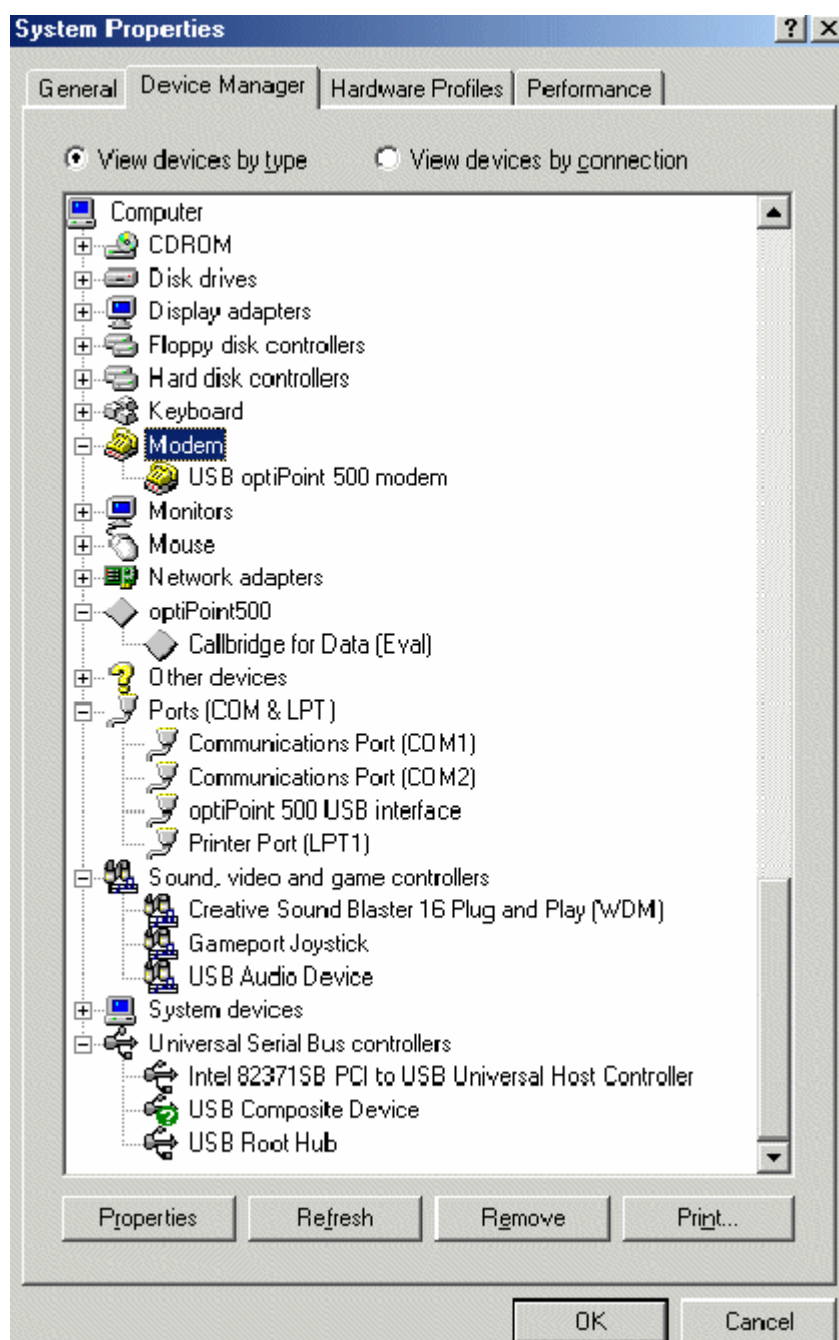 System Properties
General Device Manager Hardware Profiles Performance
View devices by type View devices by connection
Computer
CDROM
Disk drives
Display adapters
Floppy disk controllers
Hard disk controllers
Keyboard
Modem
USB optiPoint 500 modem
Monitors
Mouse
Network adapters
optiPoint500
Callbridge for Data (Eval)
Other devices
Ports (COM & LPT)
Communications Port (COM1)
Communications Port (COM2)
optiPoint 500 USB interface
Printer Port (LPT1)
Sound, video and game controllers
Creative Sound Blaster 16 Plug and Play (WDM)
Gameport Joystick
USB Audio Device
System devices
Universal Serial Bus controllers
Intel 82371SB PCI to USB Universal Host Controller
USB Composite Device
USB Root Hub
Properties Refresh Remove Print...
OK Cancel